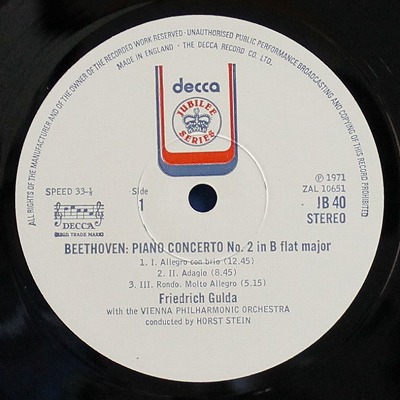 ALL RIGHTS OF THE MANUFACTURER AND OF THE OWNER OF THE RECORDED WORK RESERVED · UNAUTHORISED PUBLIC PERFORMANCE BROADCASTING AND COPYING OF THIS RECORD PROHIBITED
MADE IN ENGLAND · THE DECCA RECORD CO. LTD.
decca
JUBILEE
SERIES
℗ 1971
ZAL 10651
JB 40
STEREO
SPEED 33-⅓
Side
1
DECCA
REGD TRADE MARK
BEETHOVEN: PIANO CONCERTO No. 2 in B flat major
1. I. Allegro con brio (12.45)
2. II. Adagio (8.45)
3. III. Rondo. Molto Allegro (5.15)
Friedrich Gulda
with the VIENNA PHILHARMONIC ORCHESTRA
conducted by HORST STEIN